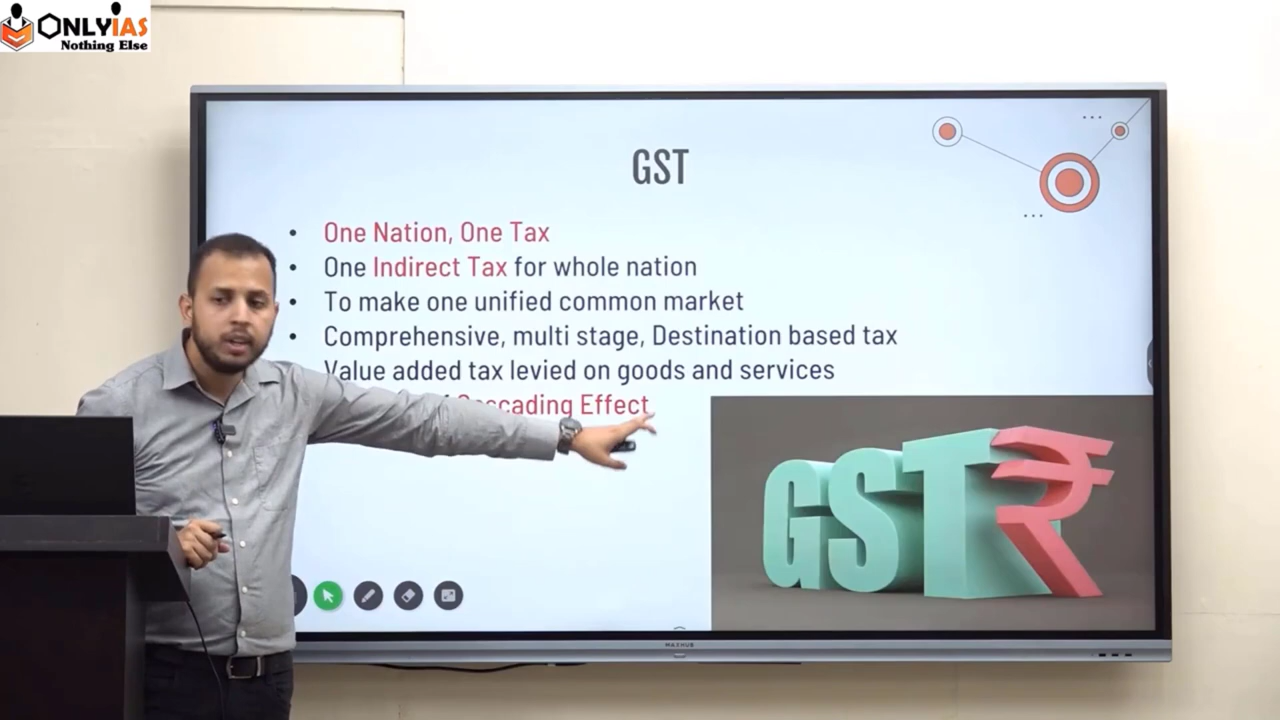 ONLYIAS
Nothing Else
GST
One Nation, One Tax
One Indirect Tax for whole nation
To make one unified common market
Comprehensive, multi stage, Destination based tax
Value added tax levied on goods and services
Cascading Effect
GST₹
MAXHUB